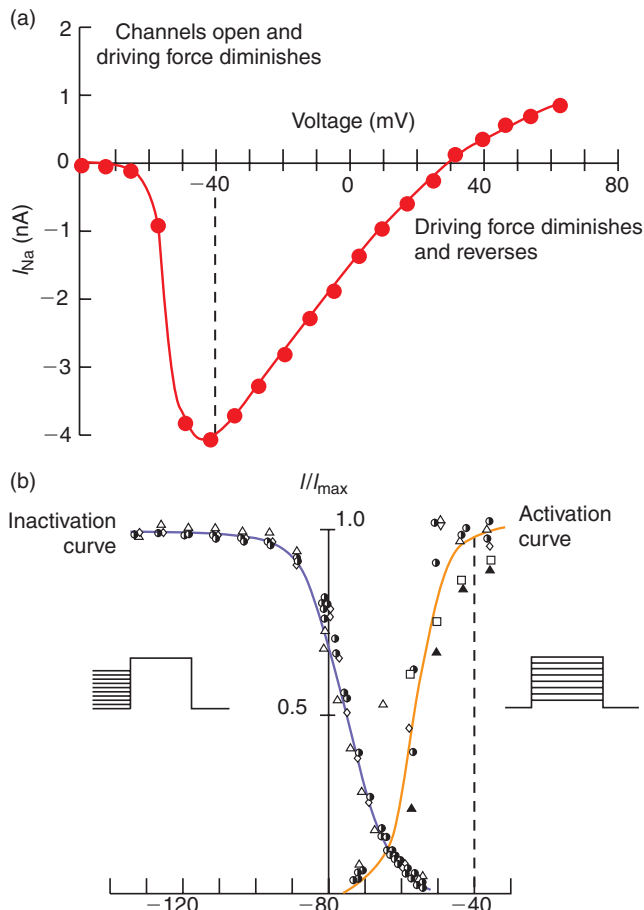 (a)
Channels open and
driving force diminishes
2
1
0
−1
−2
−3
−4
I_Na (nA)
Voltage (mV)
−40
0
40
80
Driving force diminishes
and reverses
(b)
I/I_max
Inactivation
curve
1.0
Activation
curve
0.5
−120
−80
−40